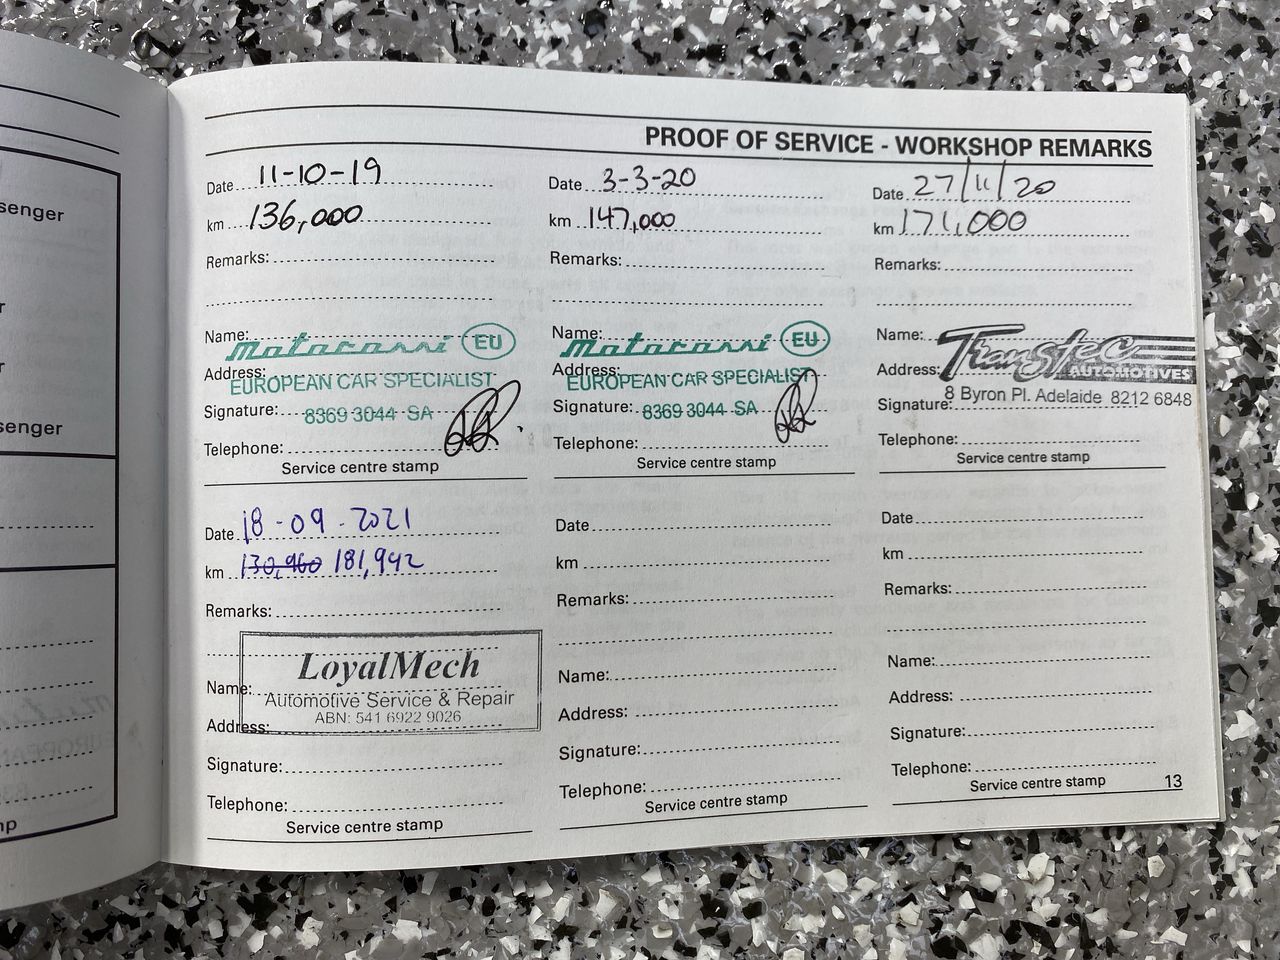 senger
r
r
senger
np
PROOF OF SERVICE - WORKSHOP REMARKS
Date 11-10-19
km 136,000
Remarks:
Name:
Motorossi EU
Address:
EUROPEAN CAR SPECIALIST
Signature: 8369 3044 SA
Telephone:
Service centre stamp
Date 3-3-20
km 147,000
Remarks:
Name:
Motorossi EU
Address:
EUROPEAN CAR SPECIALIST
Signature: 8369 3044 SA
Telephone:
Service centre stamp
Date 27/11/20
km 171,000
Remarks:
Name:
Transtec
Address:
AUTOMOTIVES
8 Byron Pl. Adelaide 8212 6848
Signature:
Telephone:
Service centre stamp
Date 18-09-2021
km 130,960 181,942
Remarks:
LoyalMech
Name:
Automotive Service & Repair
ABN: 541 6922 9026
Address:
Signature:
Telephone:
Service centre stamp
Date
km
Remarks:
Name:
Address:
Signature:
Telephone:
Service centre stamp
Date
km
Remarks:
Name:
Address:
Signature:
Telephone:
Service centre stamp
13